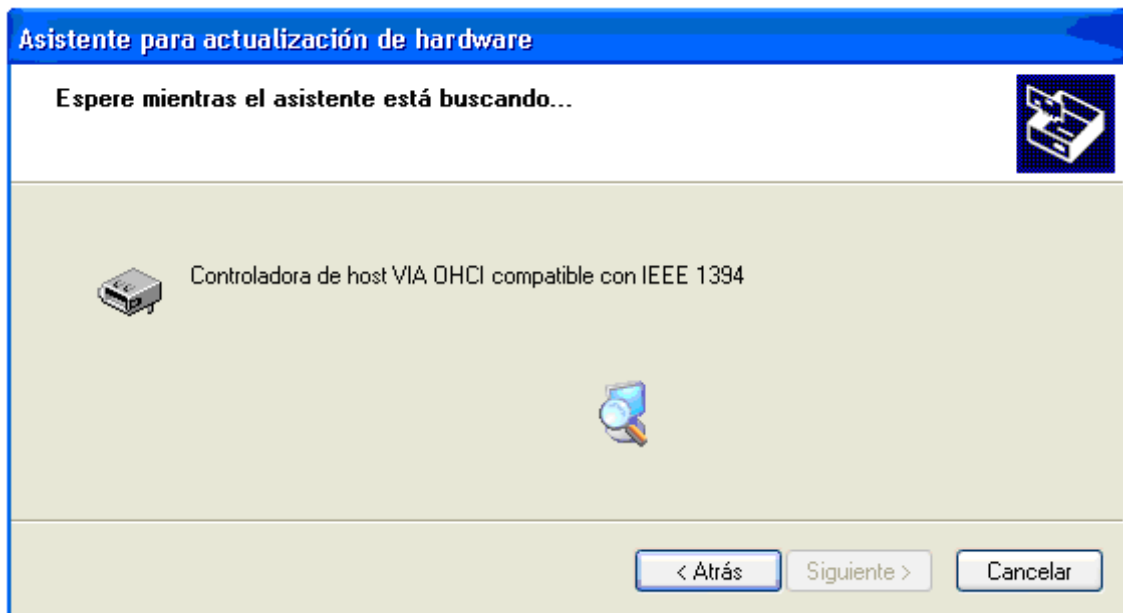 Asistente para actualización de hardware
Espere mientras el asistente está buscando...
Controladora de host VIA OHCI compatible con IEEE 1394
< Atrás
Siguiente >
Cancelar